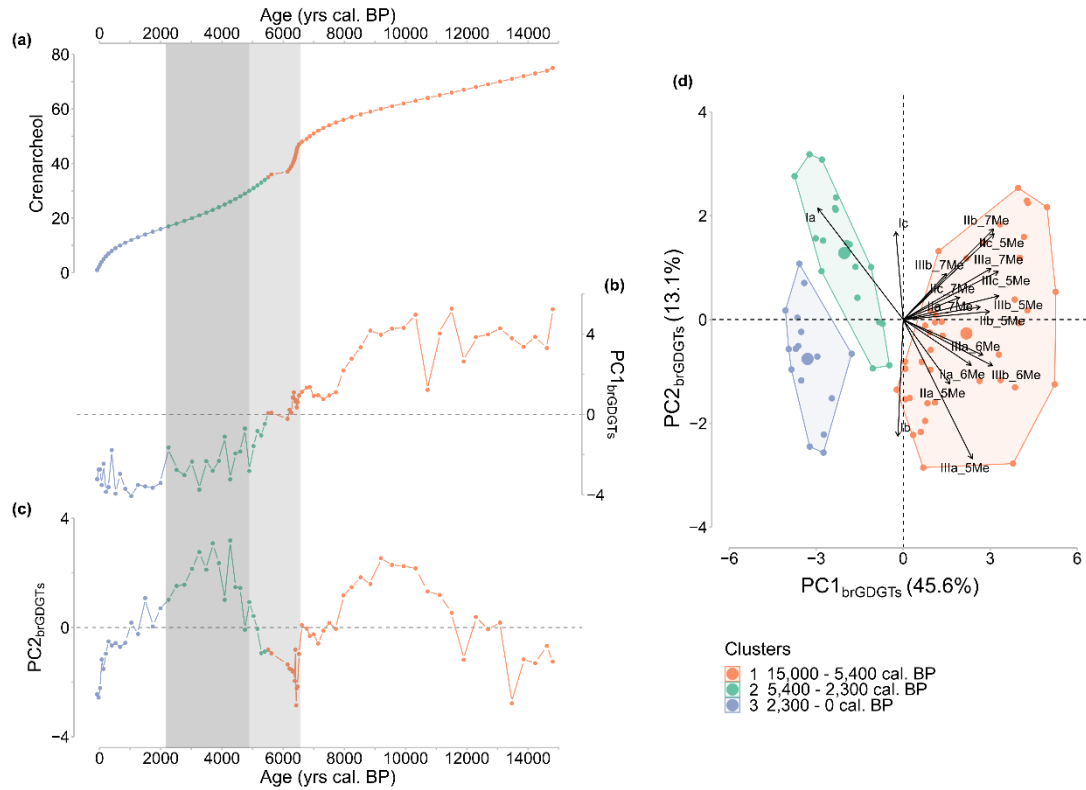 Age (yrs cal. BP)
0 2000 4000 6000 8000 10000 12000 14000
(a)
80
60
40
20
0
Crenarcheol
(b)
4
0
−4
PC1brGDGTs
(c)
4
0
−4
PC2brGDGTs
0 2000 4000 6000 8000 10000 12000 14000
Age (yrs cal. BP)
(d)
4
2
0
−2
−4
PC2brGDGTs (13.1%)
Ia
Ic
IIb_7Me
IIc_5Me
IIIa_7Me
IIIb_7Me
IIIc_5Me
IIc_7Me
IIa_7Me
IIIb_5Me
IIb_5Me
IIIa_6Me
IIa_6Me
IIIb_6Me
IIa_5Me
Ib
IIIa_5Me
−6 −3 0 3 6
PC1brGDGTs (45.6%)
Clusters
1 15,000 - 5,400 cal. BP
2 5,400 - 2,300 cal. BP
3 2,300 - 0 cal. BP